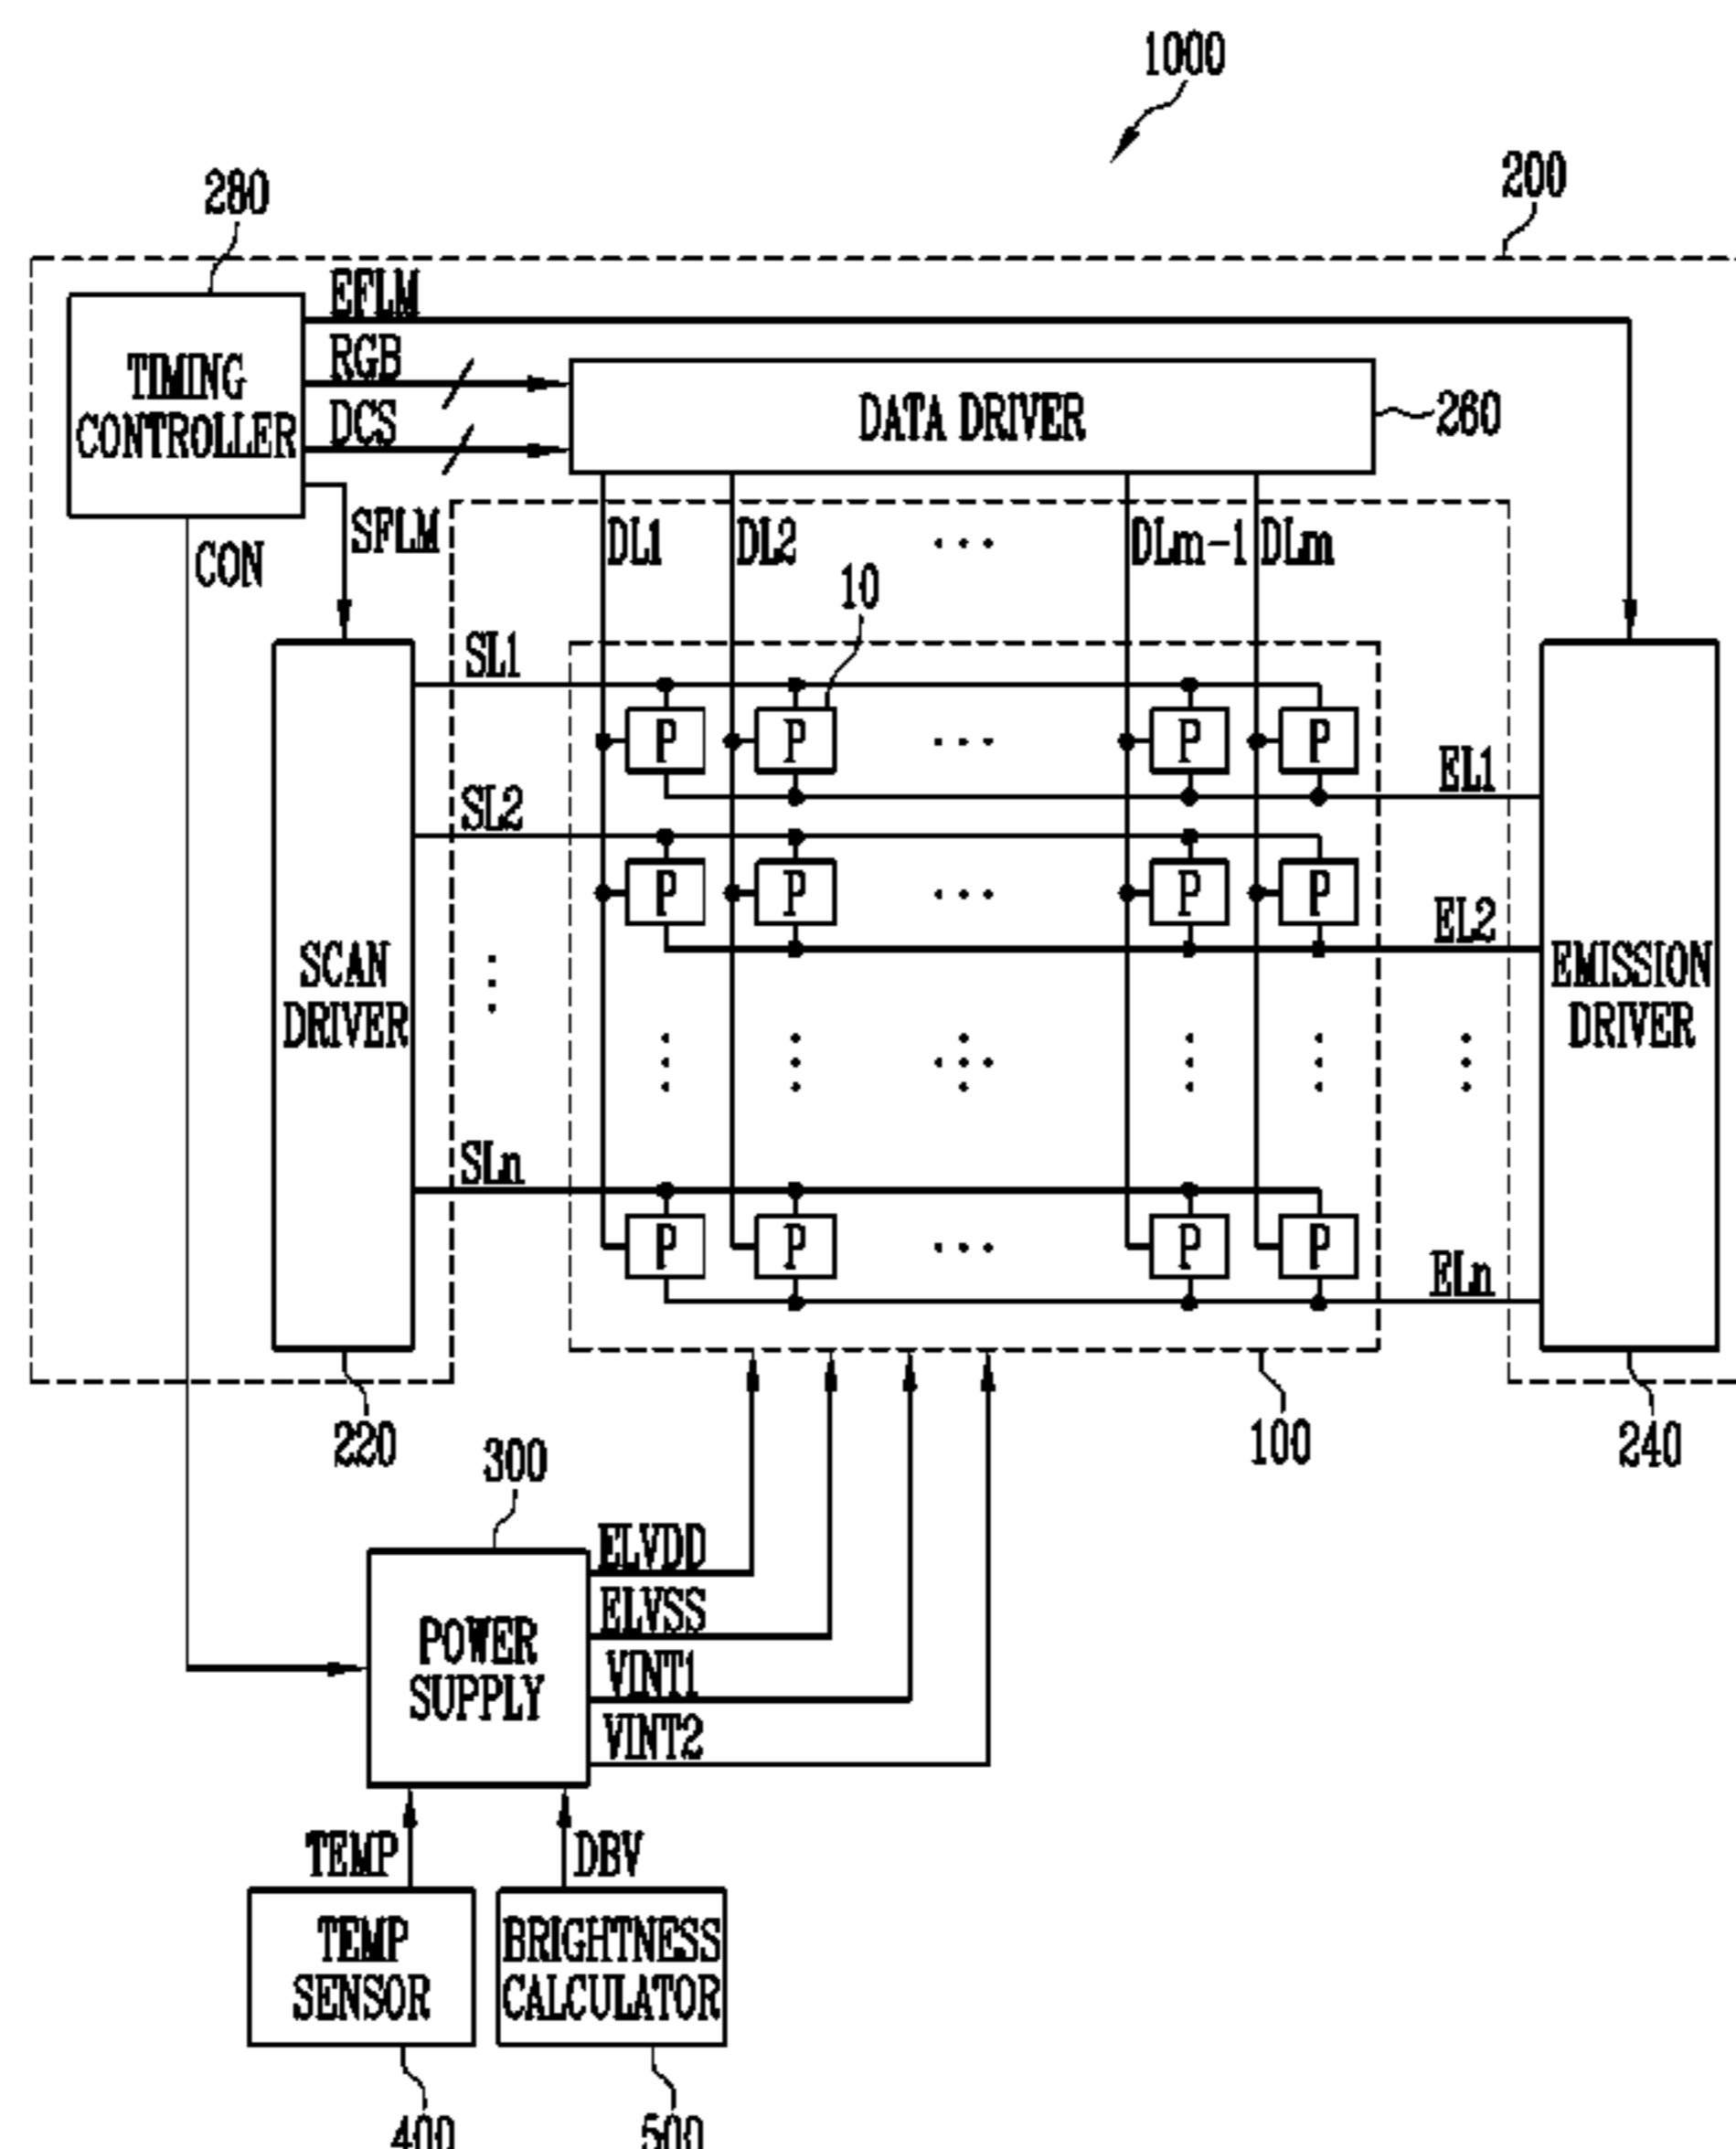 1000
200
280
EFLM
RGB
DCS
TIMING
CONTROLLER
DATA DRIVER
260
SFLM
CON
DL1
DL2
...
DLm-1
DLm
10
SL1
P
P
...
P
P
EL1
SL2
P
P
...
P
P
EL2
SCAN
DRIVER
EMISSION
DRIVER
SLn
P
P
...
P
P
ELn
220
100
240
300
ELVDD
ELVSS
VINT1
VINT2
POWER
SUPPLY
TEMP
DBV
TEMP
SENSOR
BRIGHTNESS
CALCULATOR
400
500